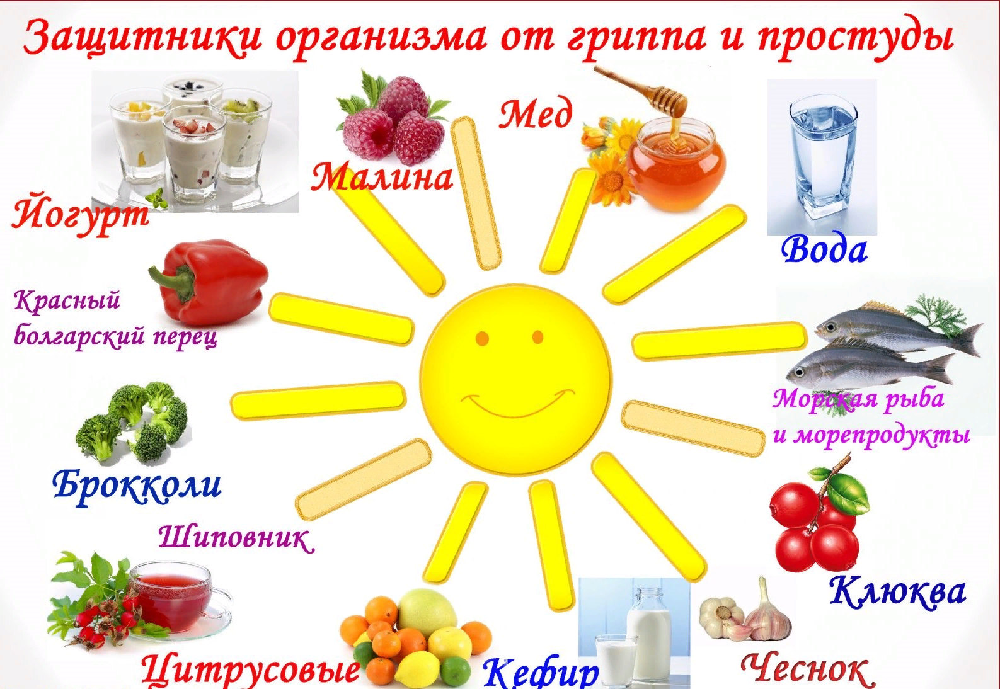 Защитники организма от гриппа и простуды
Малина
Мед
Йогурт
Вода
Красный
болгарский перец
Морская рыба
и морепродукты
Брокколи
Шиповник
Клюква
Цитрусовые
Кефир
Чеснок